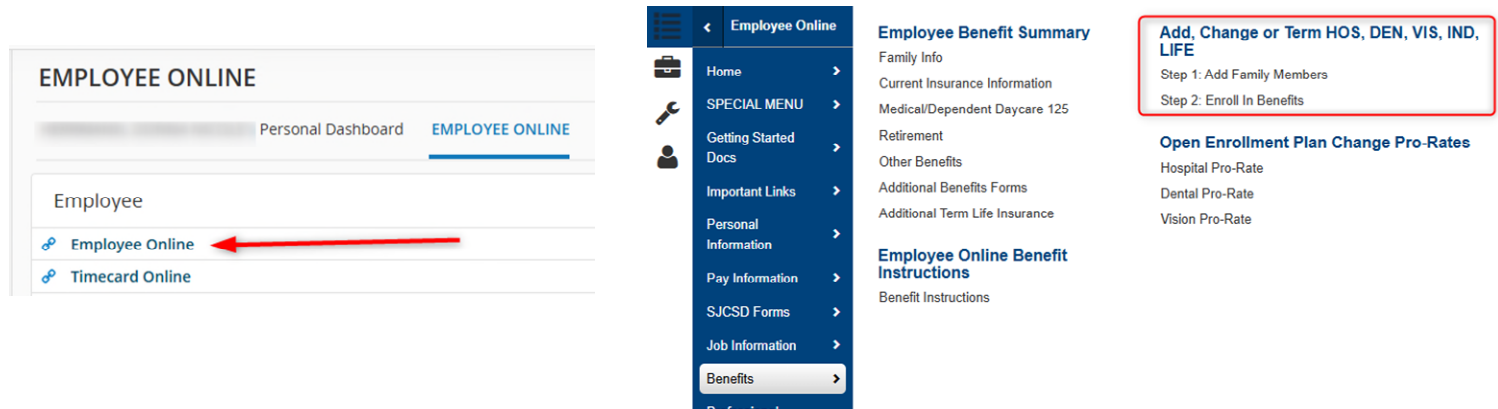 EMPLOYEE ONLINE
Personal Dashboard
EMPLOYEE ONLINE
Employee
Employee Online
Timecard Online
Employee Online
Home
SPECIAL MENU
Getting Started
Docs
Important Links
Personal
Information
Pay Information
SJCSD Forms
Job Information
Benefits
Employee Benefit Summary
Family Info
Current Insurance Information
Medical/Dependent Daycare 125
Retirement
Other Benefits
Additional Benefits Forms
Additional Term Life Insurance
Employee Online Benefit
Instructions
Benefit Instructions
Add, Change or Term HOS, DEN, VIS, IND,
LIFE
Step 1: Add Family Members
Step 2: Enroll In Benefits
Open Enrollment Plan Change Pro-Rates
Hospital Pro-Rate
Dental Pro-Rate
Vision Pro-Rate